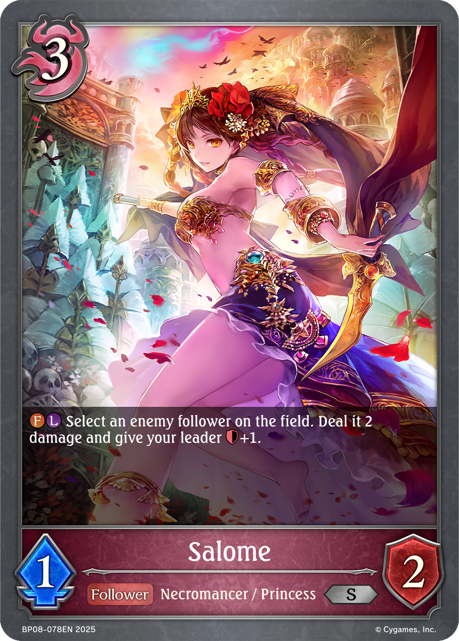 3
F L Select an enemy follower on the field. Deal it 2
damage and give your leader +1.
Salome
1
Follower Necromancer / Princess S
2
BP08-078EN 2025
© Cygames, Inc.